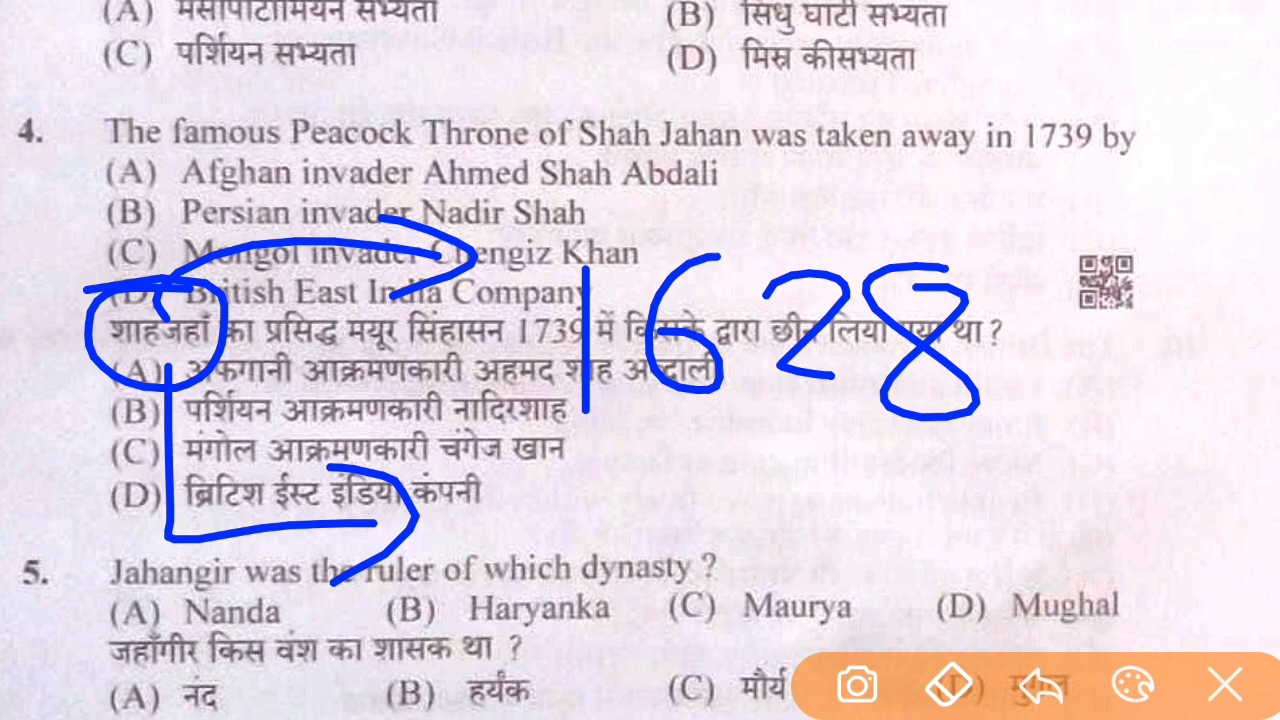 (A) मेसोपोटामियन सभ्यता (B) सिंधु घाटी सभ्यता
(C) पर्शियन सभ्यता (D) मिस्र कीसभ्यता
4. The famous Peacock Throne of Shah Jahan was taken away in 1739 by
(A) Afghan invader Ahmed Shah Abdali
(B) Persian invader Nadir Shah
(C) Mongol invader Chengiz Khan
(D) British East India Company
1628
शाहजहाँ का प्रसिद्ध मयूर सिंहासन 1739 में किसके द्वारा छीन लिया गया था ?
(A) अफगानी आक्रमणकारी अहमद शाह अब्दाली
(B) पर्शियन आक्रमणकारी नादिरशाह
(C) मंगोल आक्रमणकारी चंगेज खान
(D) ब्रिटिश ईस्ट इंडिया कंपनी
5. Jahangir was the ruler of which dynasty ?
(A) Nanda (B) Haryanka (C) Maurya (D) Mughal
जहाँगीर किस वंश का शासक था ?
(A) नंद (B) हर्यंक (C) मौर्य (D) मुगल